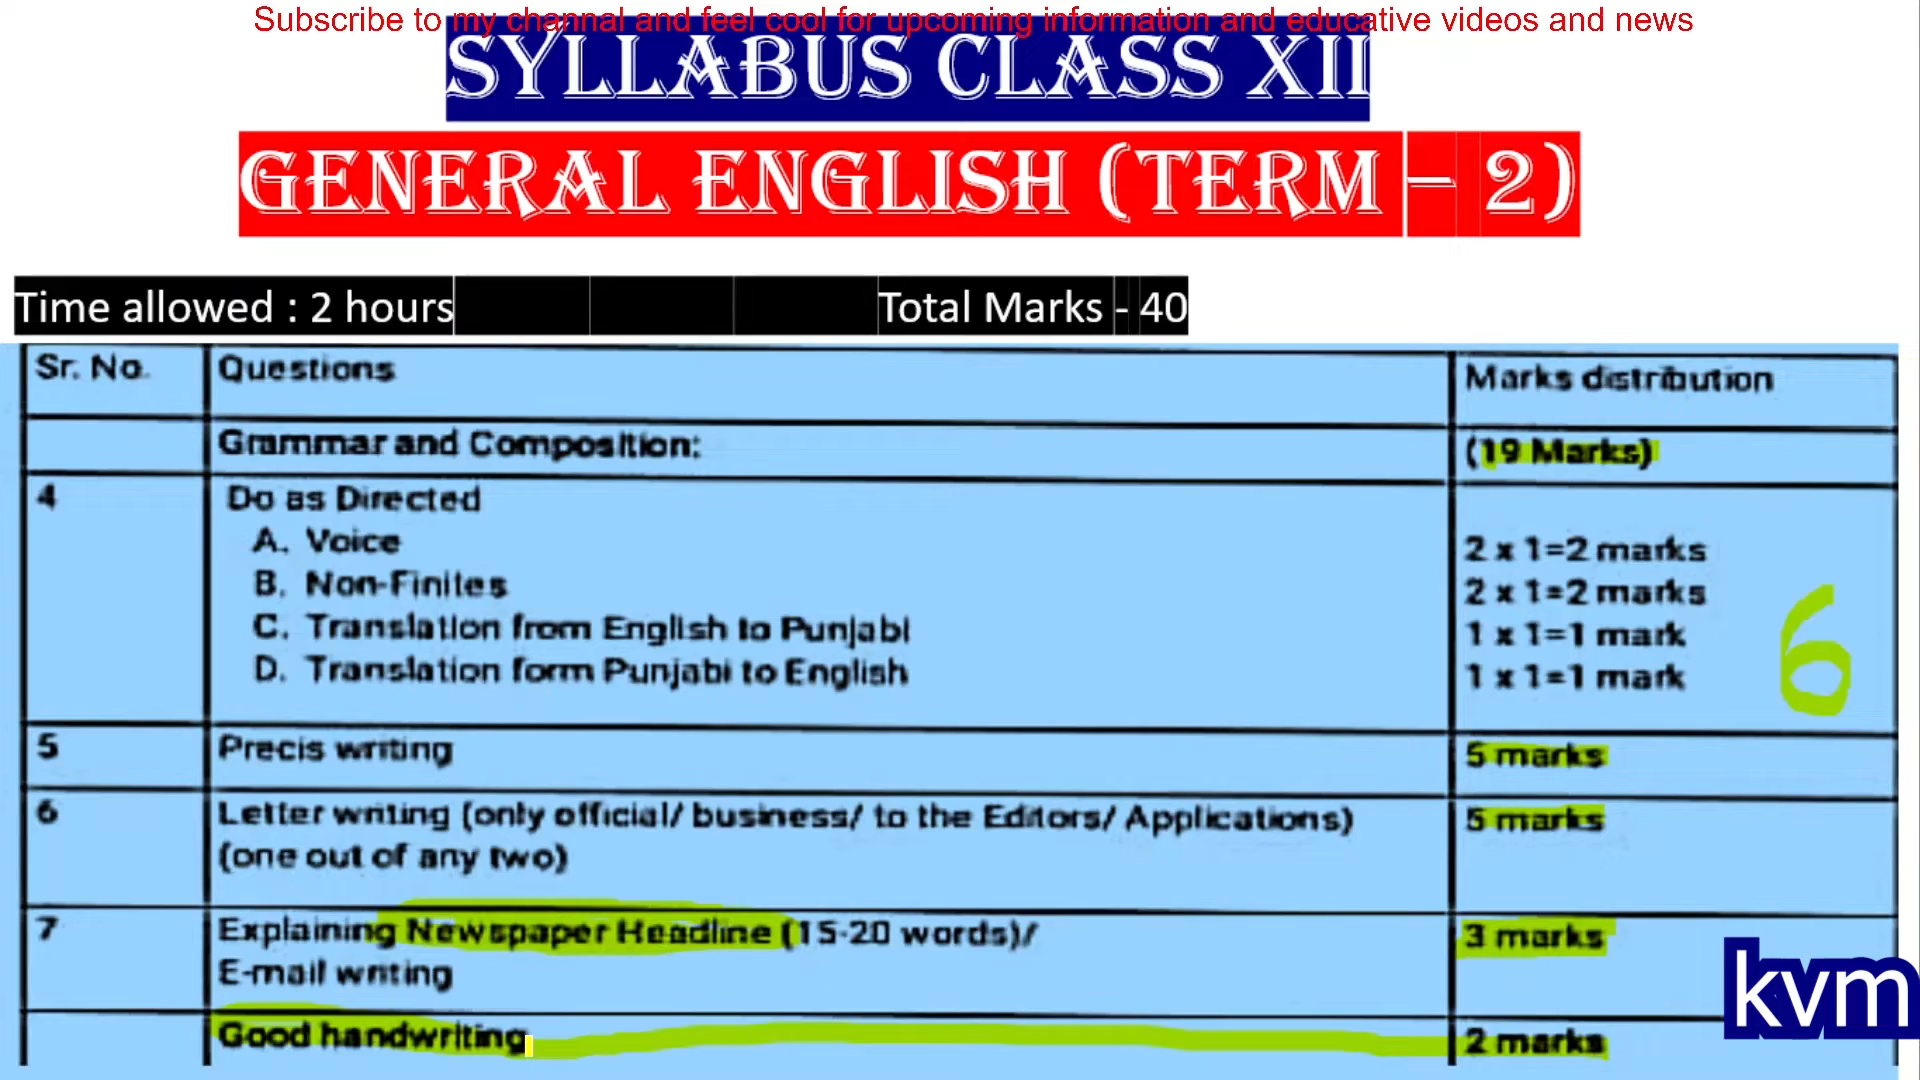 Subscribe to my channal and feel cool for upcoming information and educative videos and news
SYLLABUS CLASS XII
GENERAL ENGLISH (TERM – 2)
Time allowed : 2 hours Total Marks - 40
Sr. No. Questions Marks distribution
Grammar and Composition: (19 Marks)
4 Do as Directed
A. Voice 2 x 1=2 marks
B. Non-Finites 2 x 1=2 marks
C. Translation from English to Punjabi 1 x 1=1 mark
D. Translation form Punjabi to English 1 x 1=1 mark
6
5 Precis writing 5 marks
6 Letter writing (only official/ business/ to the Editors/ Applications) 5 marks
(one out of any two)
7 Explaining Newspaper Headline (15-20 words)/ 3 marks
E-mail writing
kvm
Good handwriting 2 marks